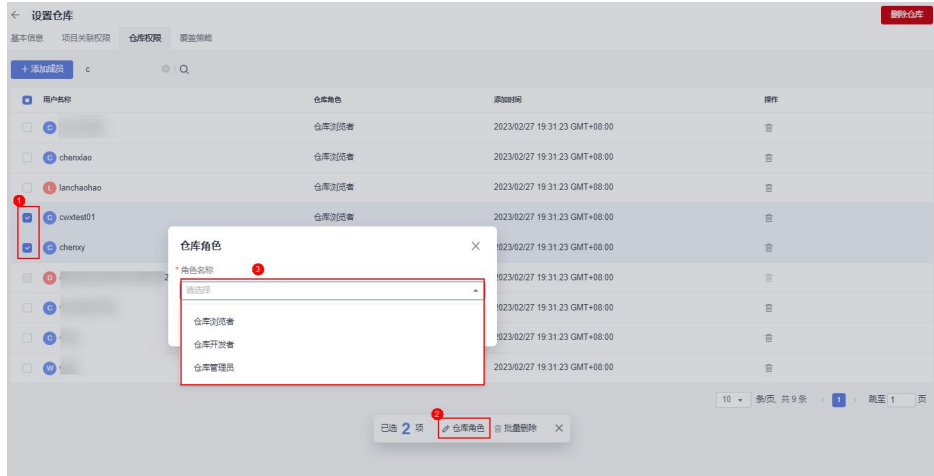 ← 设置仓库 删除仓库
基本信息 项目关联权限 仓库权限 覆盖策略
+ 添加成员 c
用户名称 仓库角色 添加时间 操作
C 仓库浏览者 2023/02/27 19:31:23 GMT+08:00
C chenxiao 仓库浏览者 2023/02/27 19:31:23 GMT+08:00
L lanchaohao 仓库浏览者 2023/02/27 19:31:23 GMT+08:00
1
C cwxtest01 仓库浏览者 2023/02/27 19:31:23 GMT+08:00
仓库角色
C chenxy 2023/02/27 19:31:23 GMT+08:00
* 角色名称 3
D 2 2023/02/27 19:31:23 GMT+08:00
请选择
C 2023/02/27 19:31:23 GMT+08:00
仓库浏览者
C 2023/02/27 19:31:23 GMT+08:00
仓库开发者
仓库管理员
W 2023/02/27 19:31:23 GMT+08:00
10 条/页, 共 9 条 1 跳至 1 页
2
已选 2 项 仓库角色 批量删除